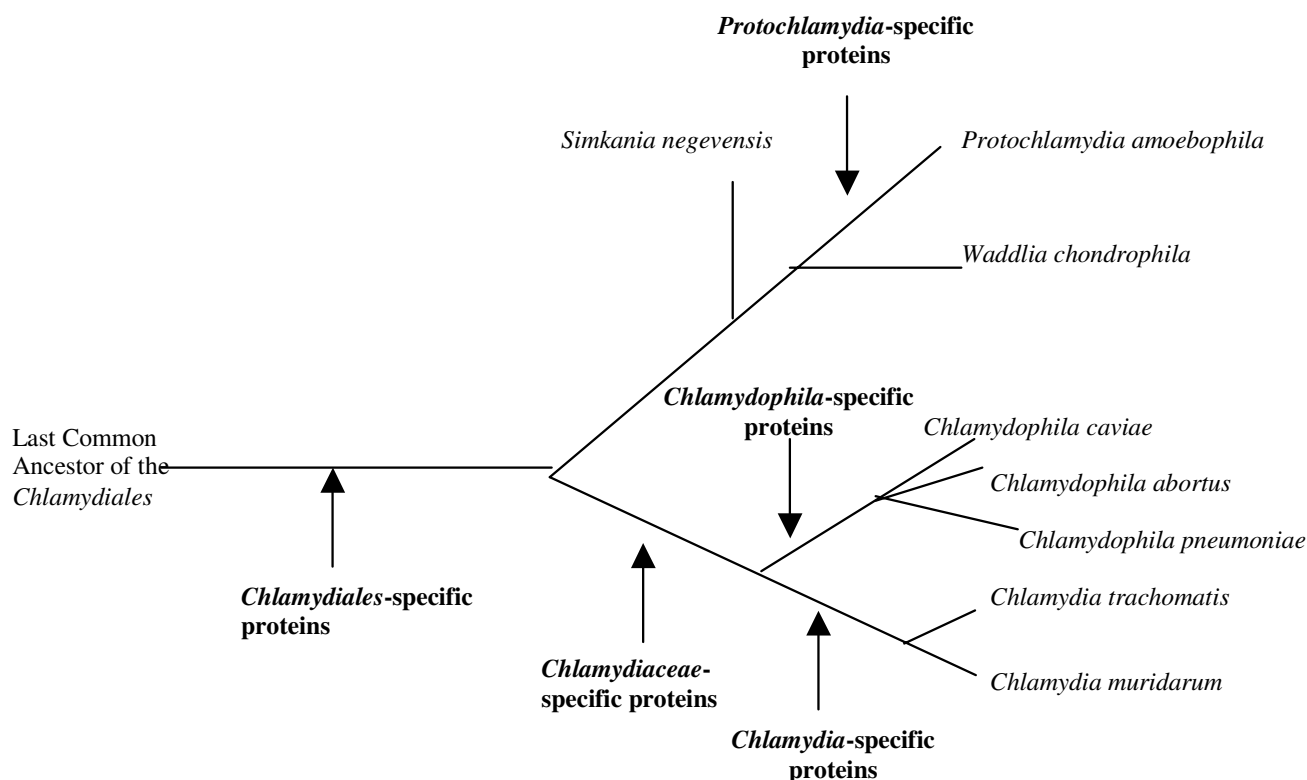 Protochlamydia-specific
proteins
Simkania negevensis
Protochlamydia amoebophila
Waddlia chondrophila
Chlamydophila-specific
proteins
Chlamydophila caviae
Last Common
Ancestor of the
Chlamydiales
Chlamydophila abortus
Chlamydophila pneumoniae
Chlamydiales-specific
proteins
Chlamydia trachomatis
Chlamydiaceae-
specific proteins
Chlamydia muridarum
Chlamydia-specific
proteins